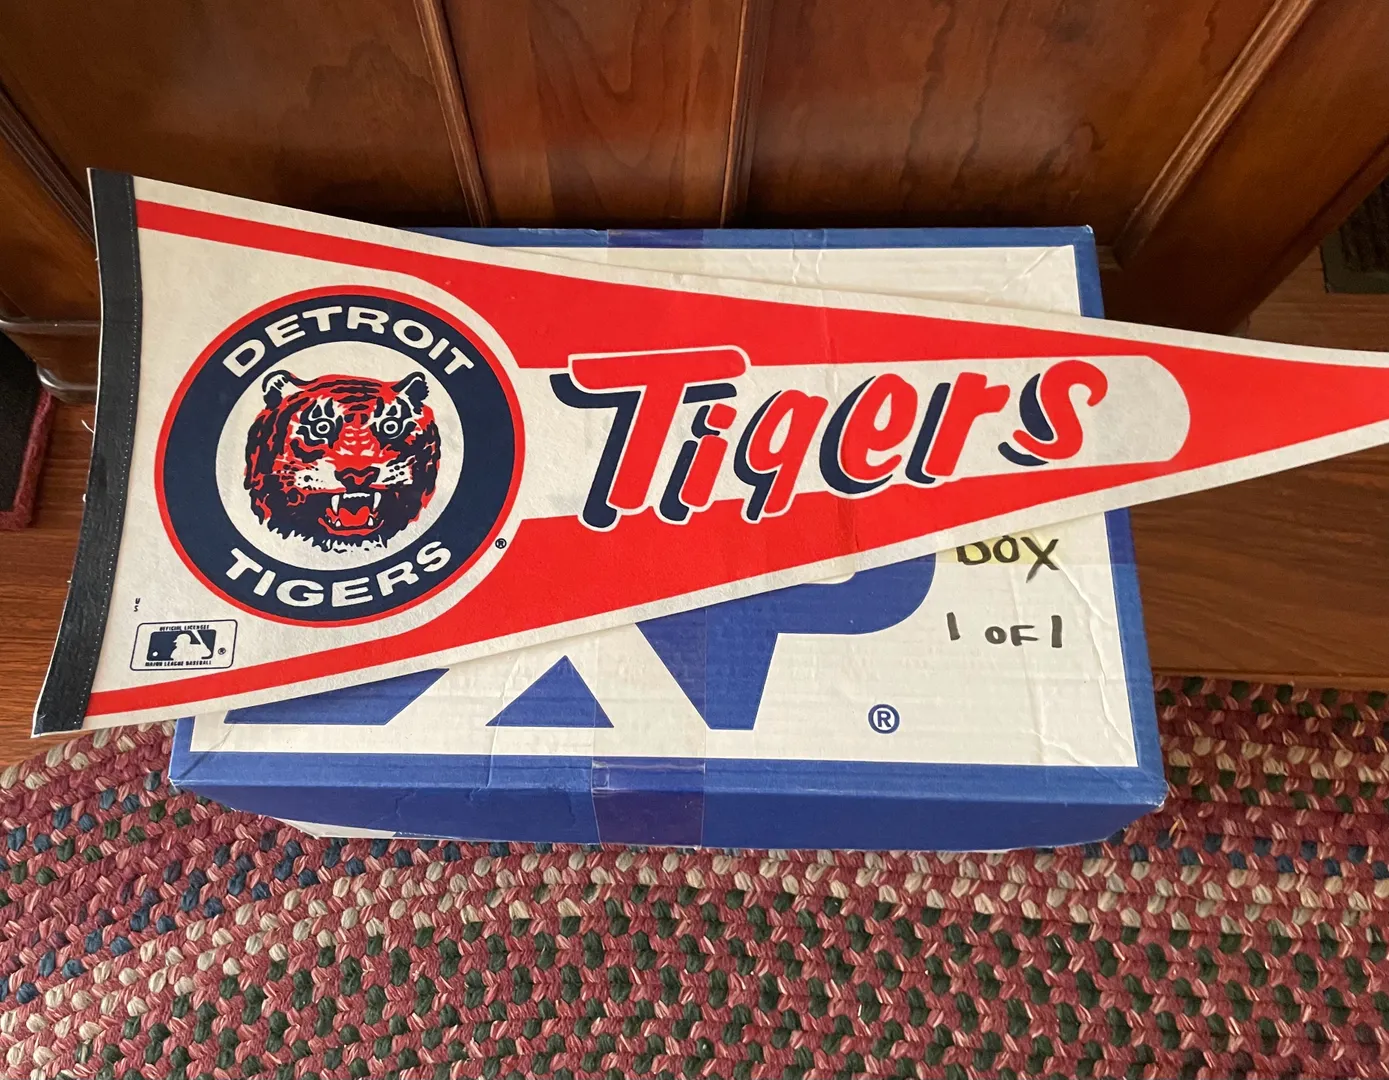 DETROIT
TIGERS
Tigers
®
U
S
OFFICIAL LICENSEE
MAJOR LEAGUE BASEBALL
®
BOX
1 OF 1
®